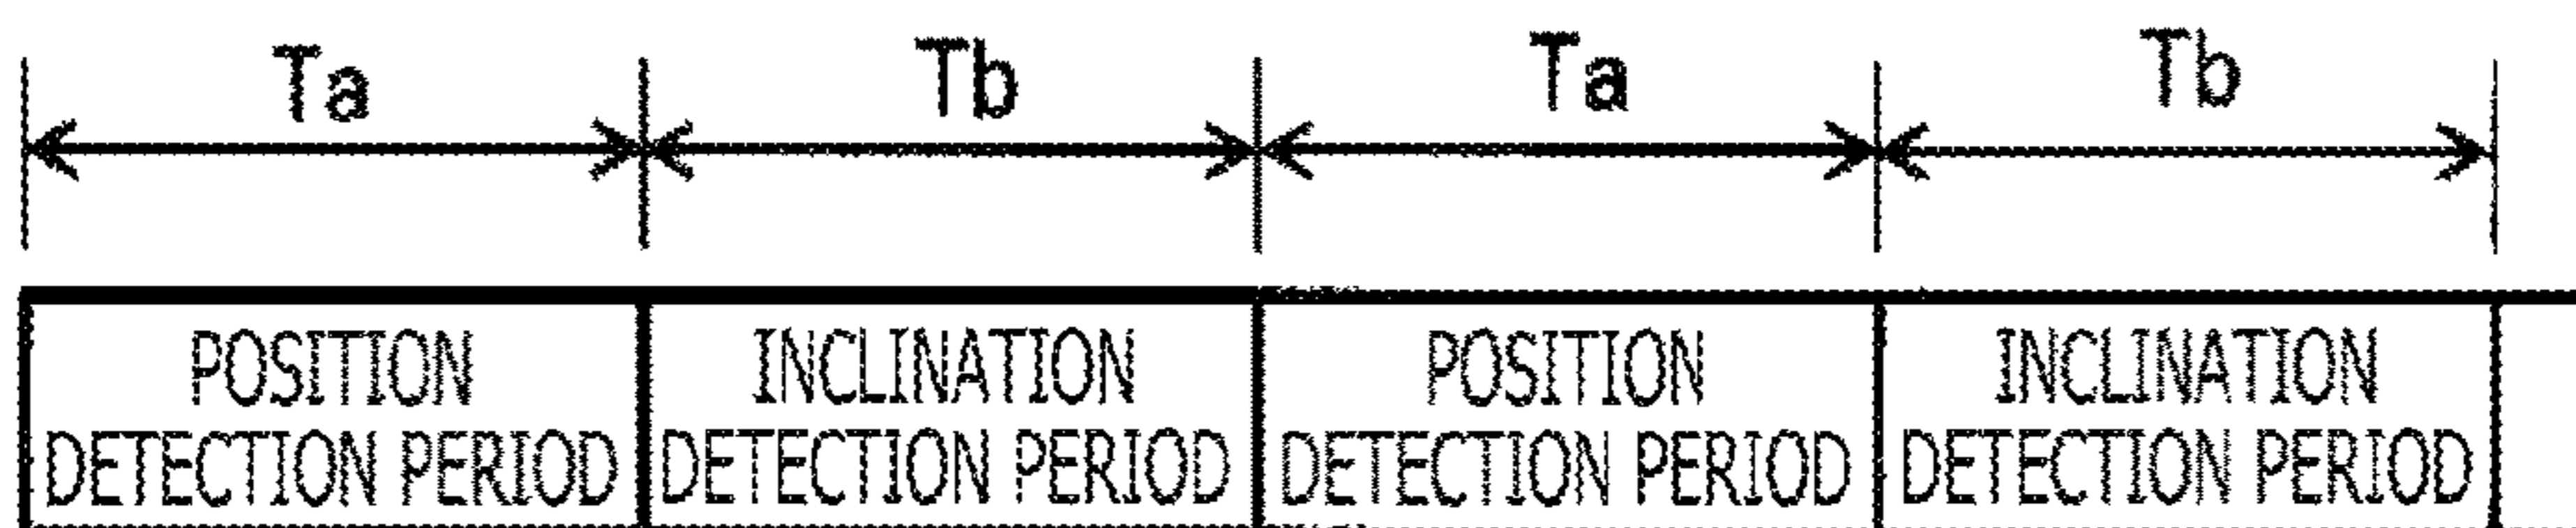 Ta Tb Ta Tb
POSITION INCLINATION POSITION INCLINATION
DETECTION PERIOD DETECTION PERIOD DETECTION PERIOD DETECTION PERIOD